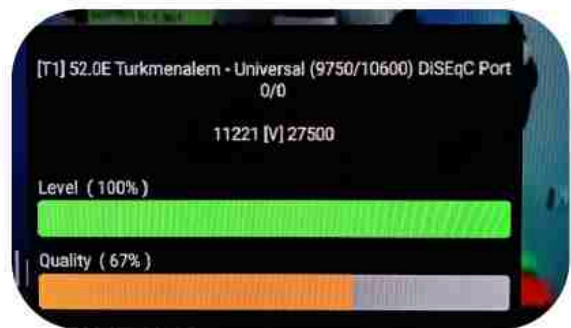 [T1] 52.0E Turkmenalem - Universal (9750/10600) DiSEqC Port
0/0
11221 [V] 27500
Level ( 100% )
Quality ( 67% )